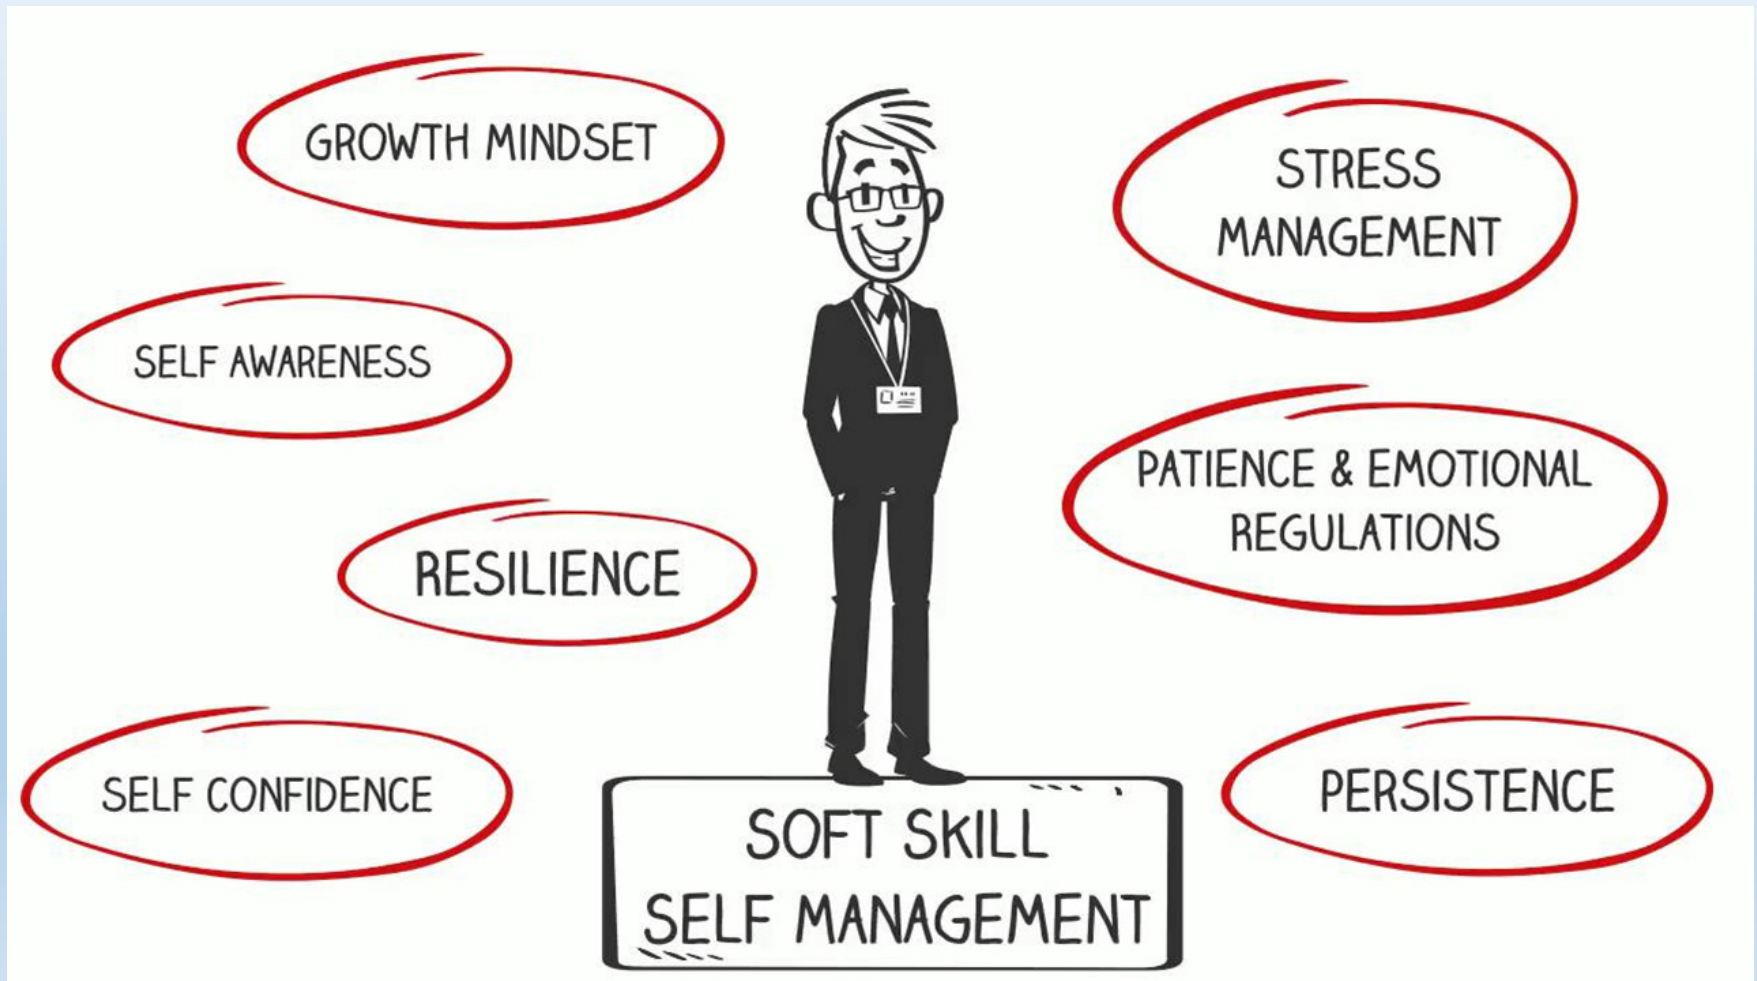 GROWTH MINDSET
SELF AWARENESS
RESILIENCE
SELF CONFIDENCE
STRESS
MANAGEMENT
PATIENCE & EMOTIONAL
REGULATIONS
PERSISTENCE
SOFT SKILL
SELF MANAGEMENT